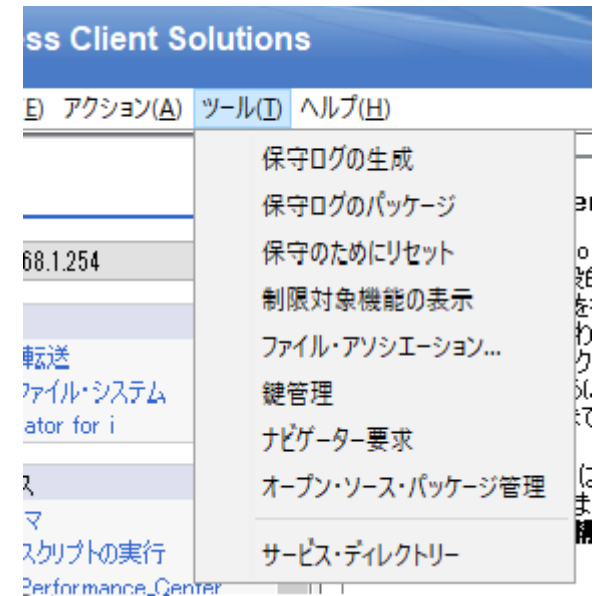 ss Client Solutions
E) アクション(A) ツール(T) ヘルプ(H)
保守ログの生成
保守ログのパッケージ
保守のためにリセット
制限対象機能の表示
ファイル・アソシエーション...
鍵管理
ナビゲーター要求
オープン・ソース・パッケージ管理
サービス・ディレクトリー
68.1.254
転送
ファイル・システム
ator for i
ス
マ
スクリプトの実行
Performance_Center